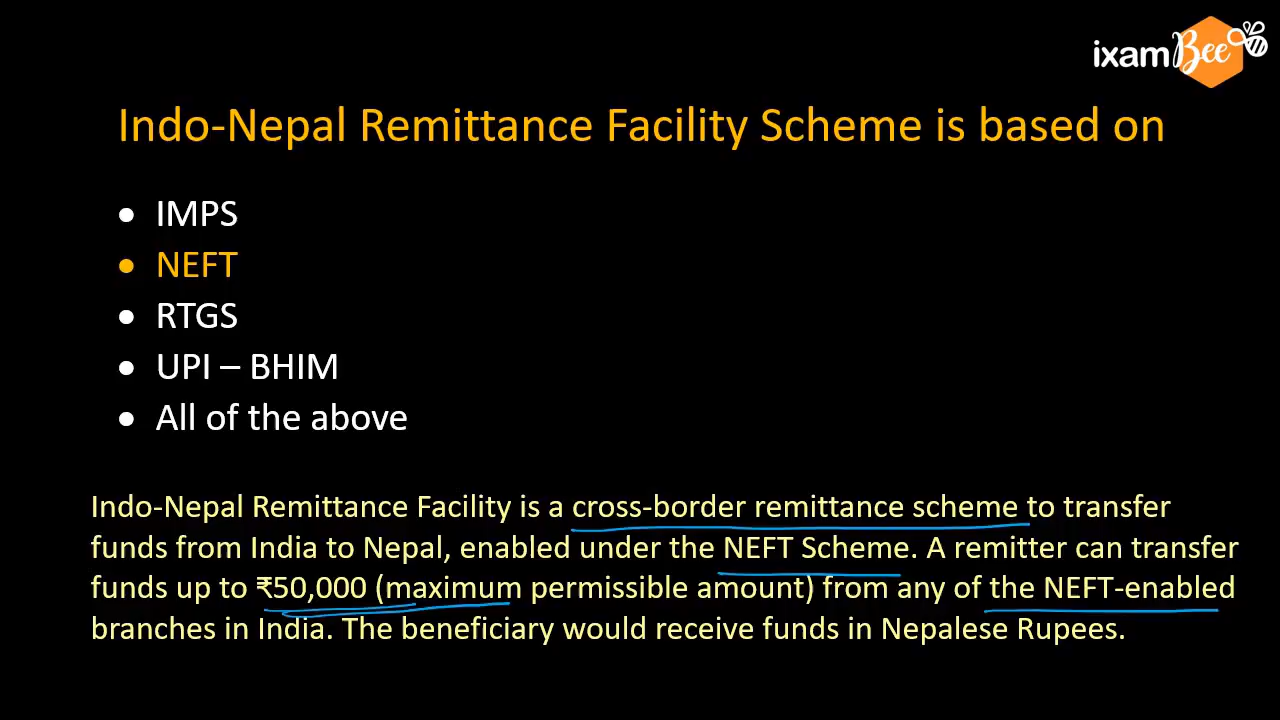 ixamBee
Indo-Nepal Remittance Facility Scheme is based on
• IMPS
• NEFT
• RTGS
• UPI – BHIM
• All of the above
Indo-Nepal Remittance Facility is a cross-border remittance scheme to transfer
funds from India to Nepal, enabled under the NEFT Scheme. A remitter can transfer
funds up to ₹50,000 (maximum permissible amount) from any of the NEFT-enabled
branches in India. The beneficiary would receive funds in Nepalese Rupees.